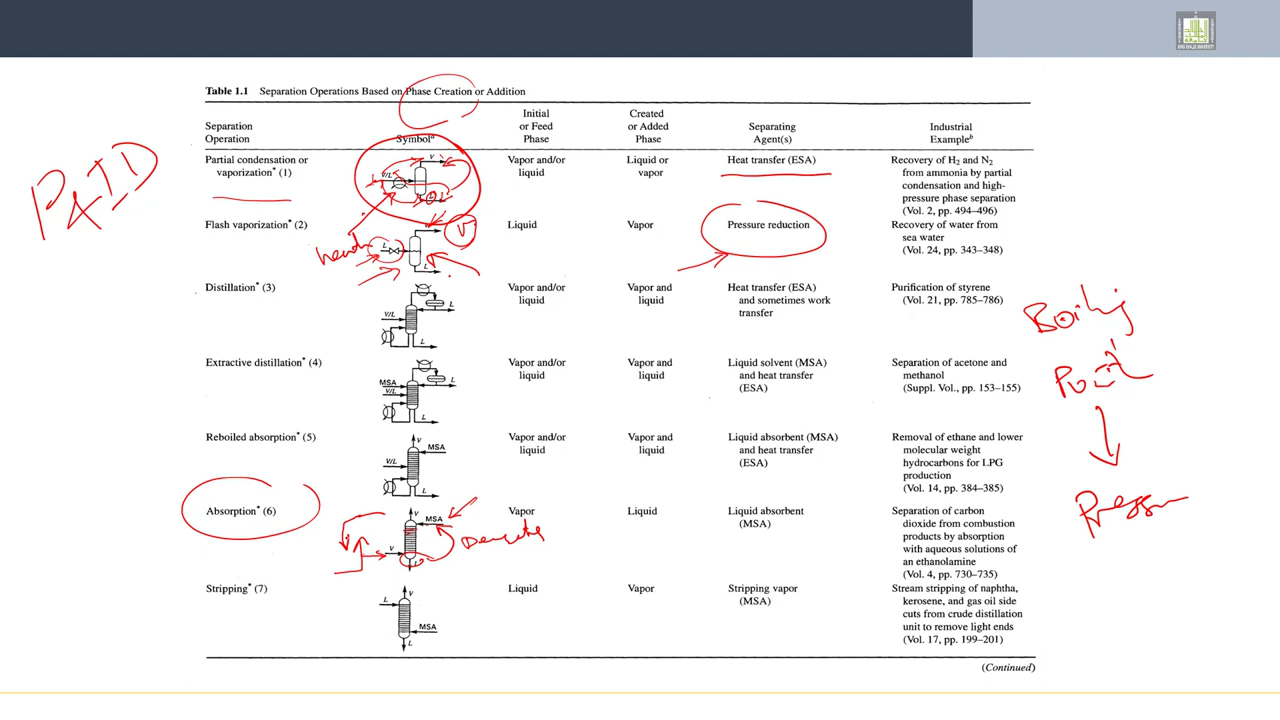 Table 1.1 Separation Operations Based on Phase Creation or Addition
Separation Operation
Symbolᵃ
Initial or Feed Phase
Created or Added Phase
Separating Agent(s)
Industrial Exampleᵇ
Partial condensation or vaporization* (1)
V
V/L
L
Vapor and/or liquid
Liquid or vapor
Heat transfer (ESA)
Recovery of H₂ and N₂
from ammonia by partial
condensation and high-
pressure phase separation
(Vol. 2, pp. 494–496)
Flash vaporization* (2)
V
L
L
Liquid
Vapor
Pressure reduction
Recovery of water from
sea water
(Vol. 24, pp. 343–348)
Distillation* (3)
V/L
L
L
Vapor and/or
liquid
Vapor and
liquid
Heat transfer (ESA)
and sometimes work
transfer
Purification of styrene
(Vol. 21, pp. 785–786)
Extractive distillation* (4)
MSA
V/L
L
L
Vapor and/or
liquid
Vapor and
liquid
Liquid solvent (MSA)
and heat transfer
(ESA)
Separation of acetone and
methanol
(Suppl. Vol., pp. 153–155)
Reboiled absorption* (5)
V
MSA
V/L
L
Vapor and/or
liquid
Vapor and
liquid
Liquid absorbent (MSA)
and heat transfer
(ESA)
Removal of ethane and lower
molecular weight
hydrocarbons for LPG
production
(Vol. 14, pp. 384–385)
Absorption* (6)
V
MSA
V
L
Vapor
Liquid
Liquid absorbent
(MSA)
Separation of carbon
dioxide from combustion
products by absorption
with aqueous solutions of
an ethanolamine
(Vol. 4, pp. 730–735)
Stripping* (7)
V
L
MSA
L
Liquid
Vapor
Stripping vapor
(MSA)
Stream stripping of naphtha,
kerosene, and gas oil side
cuts from crude distillation
unit to remove light ends
(Vol. 17, pp. 199–201)
(Continued)
P&ID
Boiling
Point